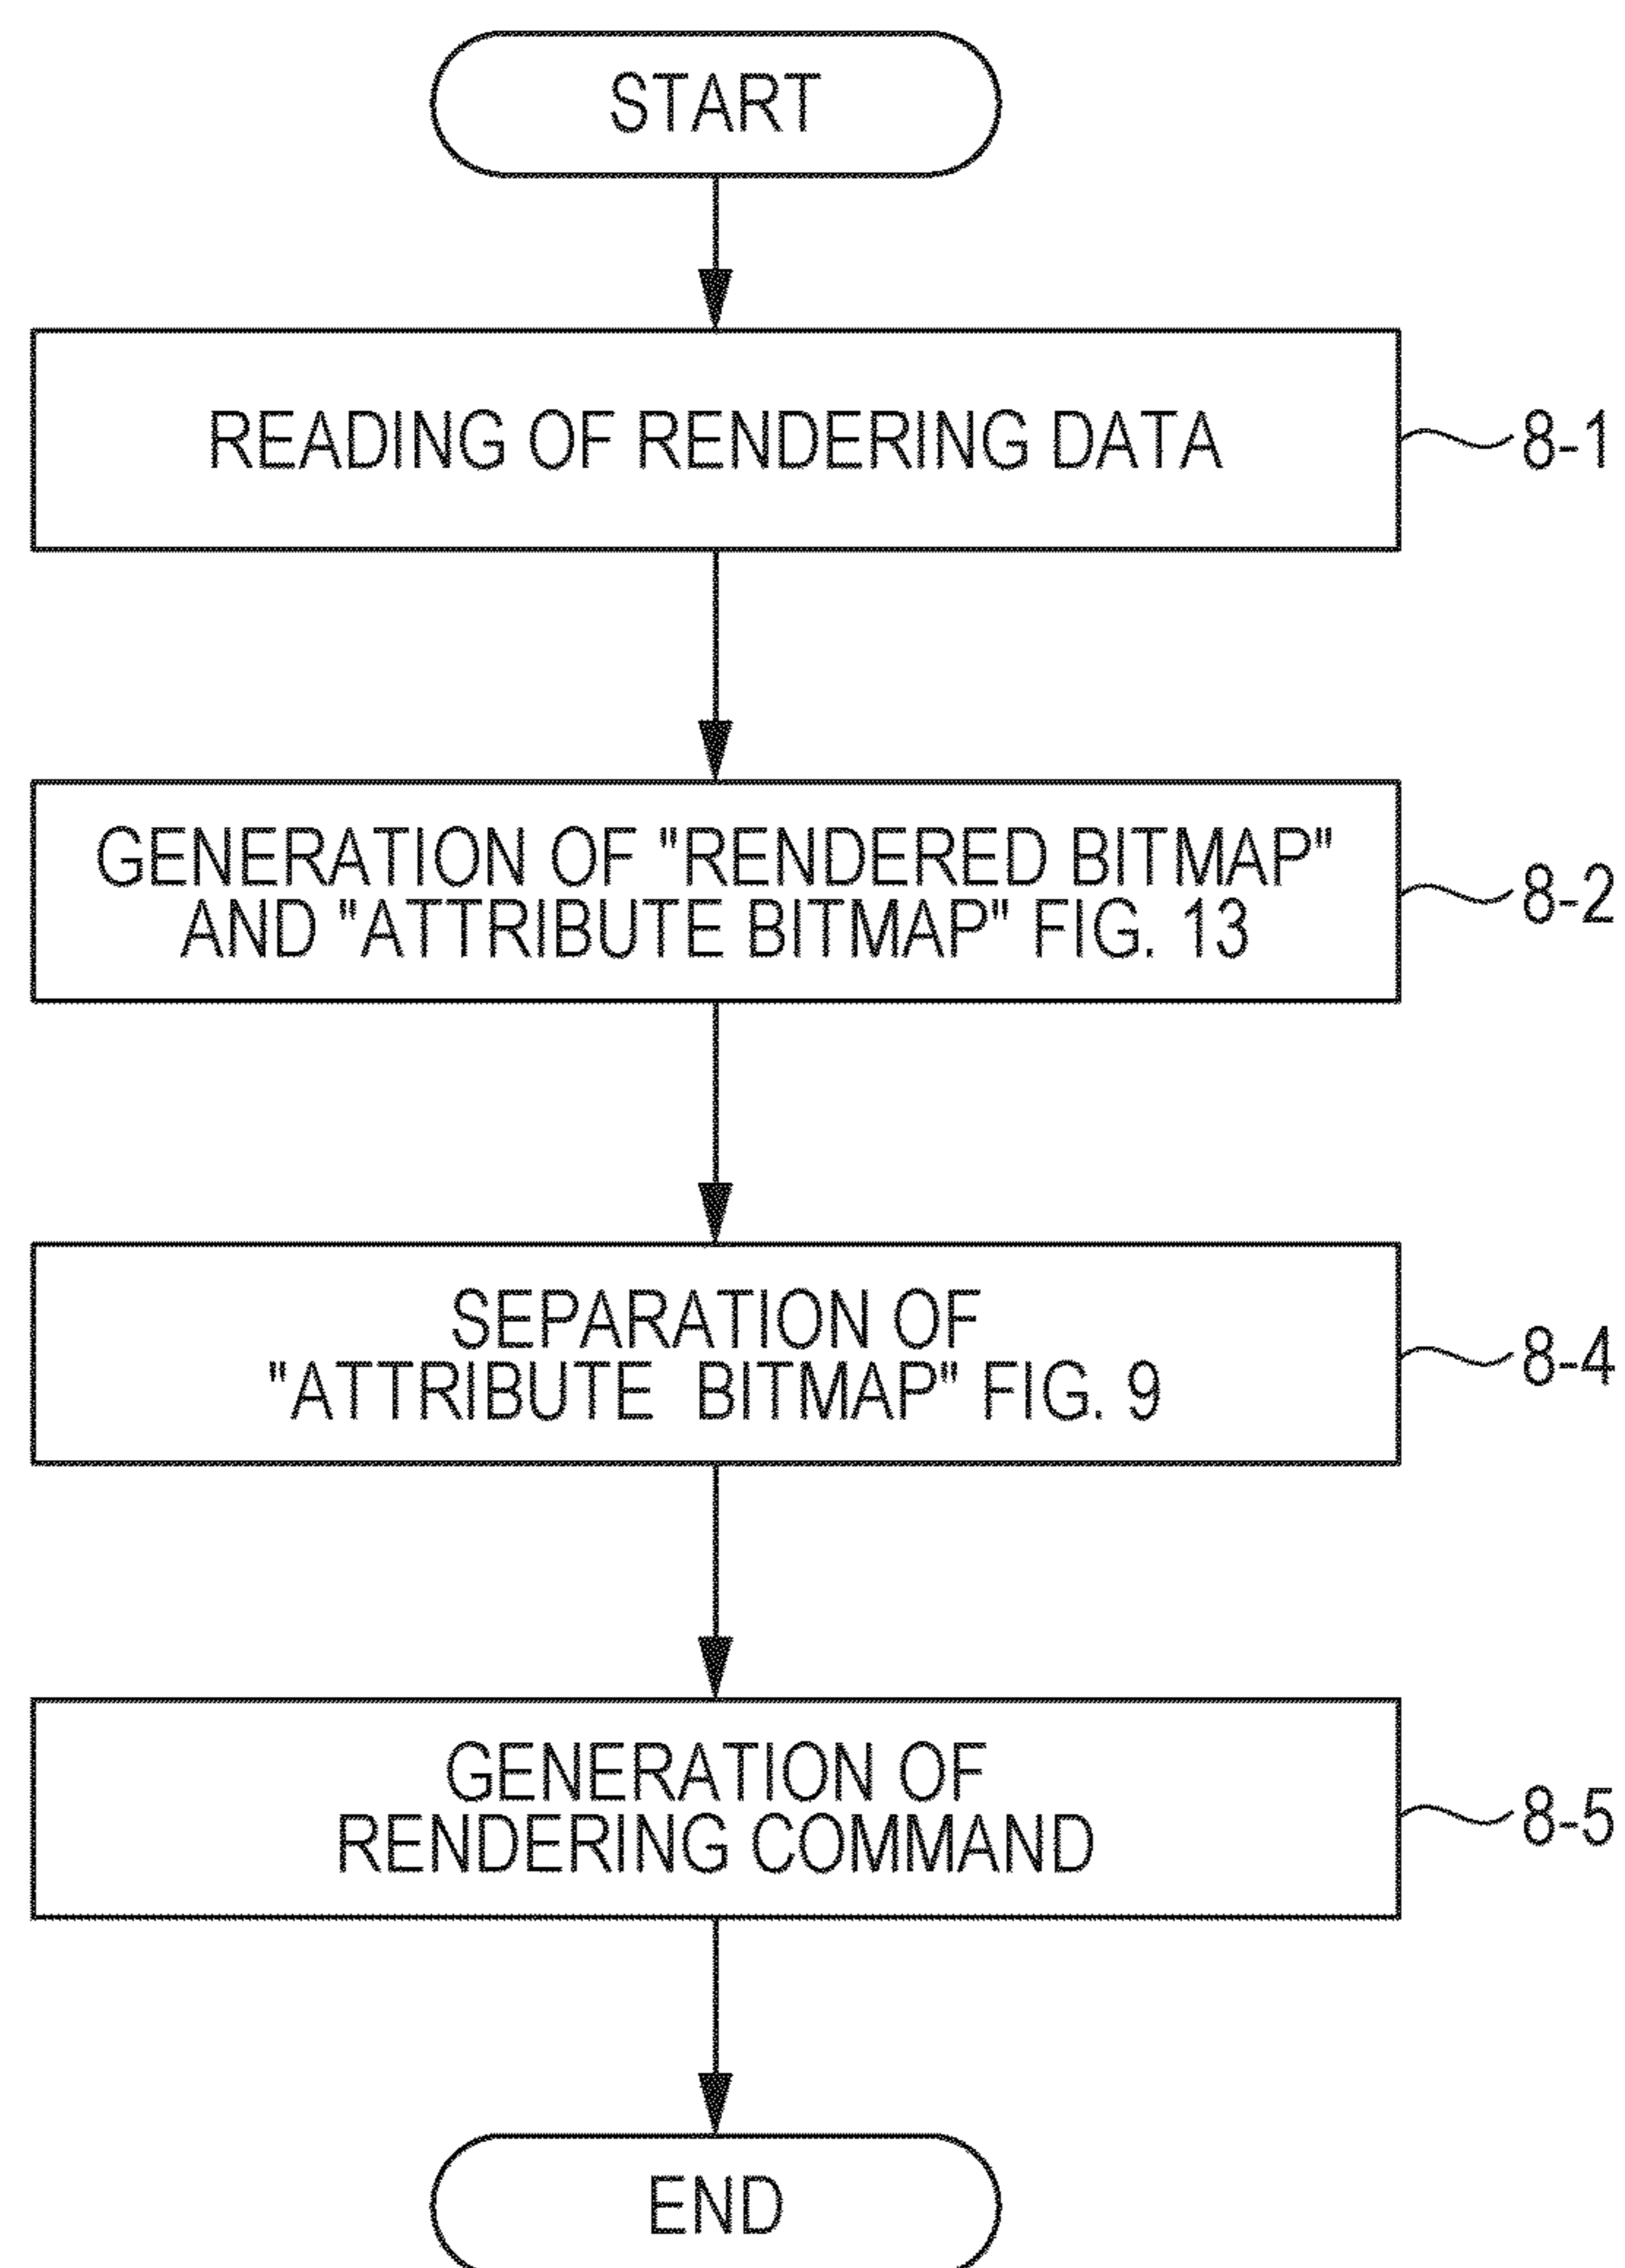 START
READING OF RENDERING DATA
8-1
GENERATION OF "RENDERED BITMAP"
AND "ATTRIBUTE BITMAP" FIG. 13
8-2
SEPARATION OF
"ATTRIBUTE BITMAP" FIG. 9
8-4
GENERATION OF
RENDERING COMMAND
8-5
END